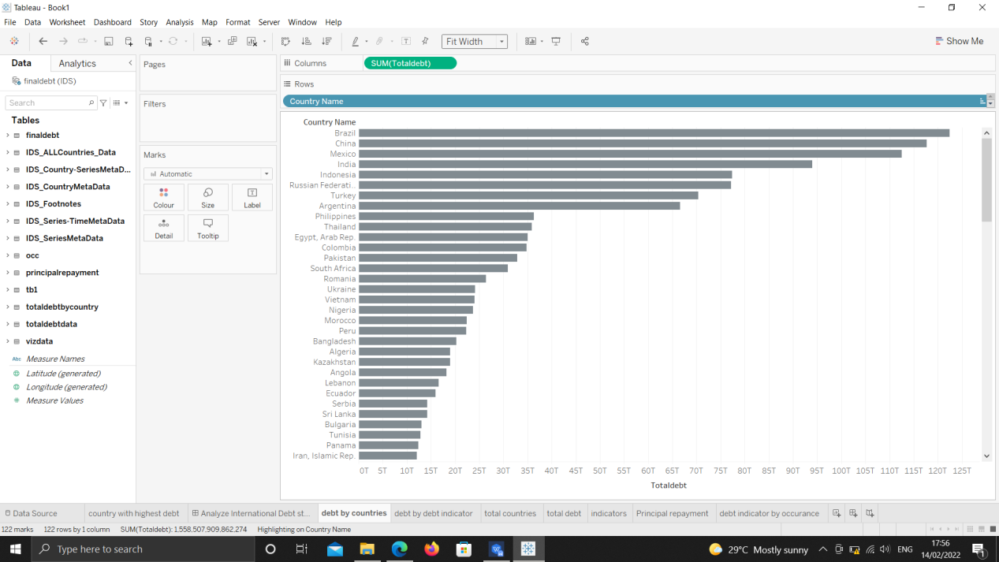 Tableau - Book1
File Data Worksheet Dashboard Story Analysis Map Format Server Window Help
Fit Width
Show Me
Data Analytics
finaldebt (IDS)
Search
Tables
finaldebt
IDS_ALLCountries_Data
IDS_Country-SeriesMetaD...
IDS_CountryMetaData
IDS_Footnotes
IDS_Series-TimeMetaData
IDS_SeriesMetaData
occ
principalrepayment
tb1
totaldebtbycountry
totaldebtdata
vizdata
Abc Measure Names
Latitude (generated)
Longitude (generated)
# Measure Values
Pages
Filters
Marks
Automatic
Colour Size Label
Detail Tooltip
Columns SUM(Totaldebt)
Rows
Country Name
Country Name
Brazil
China
Mexico
India
Indonesia
Russian Federati..
Turkey
Argentina
Philippines
Thailand
Egypt, Arab Rep.
Colombia
Pakistan
South Africa
Romania
Ukraine
Vietnam
Nigeria
Morocco
Peru
Bangladesh
Algeria
Kazakhstan
Angola
Lebanon
Ecuador
Serbia
Sri Lanka
Bulgaria
Tunisia
Panama
Iran, Islamic Rep.
0T 5T 10T 15T 20T 25T 30T 35T 40T 45T 50T 55T 60T 65T 70T 75T 80T 85T 90T 95T 100T 105T 110T 115T 120T 125T
Totaldebt
Data Source country with highest debt Analyze International Debt st... debt by countries debt by debt indicator total countries total debt indicators Principal repayment debt indicator by occurance
122 marks 122 rows by 1 column SUM(Totaldebt): 1,558,507,909,862,274 Highlighting on Country Name
Type here to search
29°C Mostly sunny
ENG
17:56
14/02/2022
1